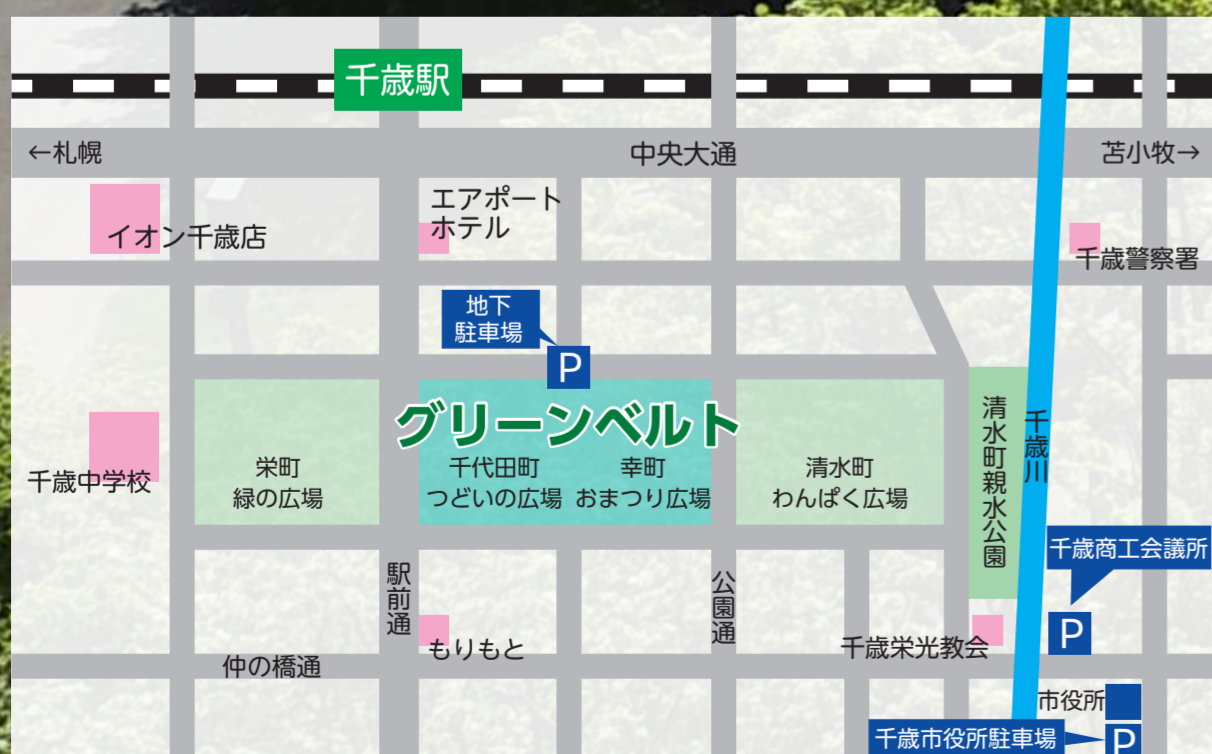 千歳駅
←札幌
中央大通
苫小牧→
エアポート
ホテル
イオン千歳店
千歳警察署
地下
駐車場
P
グリーンベルト
千歳中学校
栄町
緑の広場
千代田町
つどいの広場
幸町
おまつり広場
清水町
わんぱく広場
清水町親水公園
千歳川
千歳商工会議所
P
駅前通
公園通
もりもと
千歳栄光教会
仲の橋通
市役所
千歳市役所駐車場
P